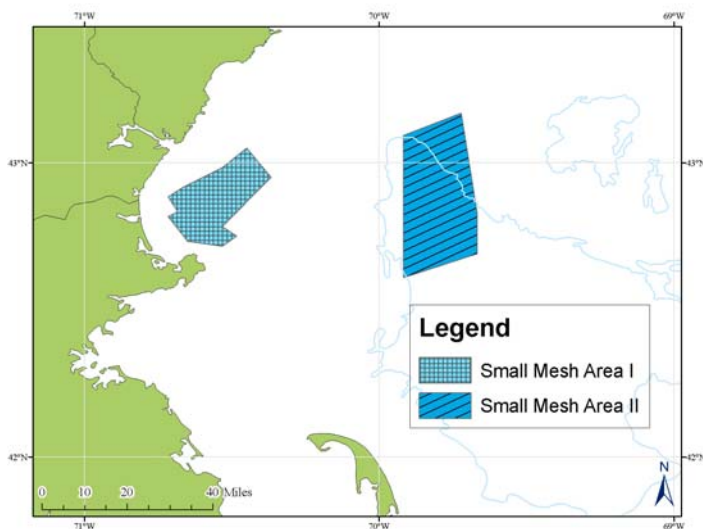 71°W 70°W 69°W
43°N 43°N
Legend
Small Mesh Area I
Small Mesh Area II
42°N 42°N
N
0 10 20 40 Miles
71°W 70°W 69°W